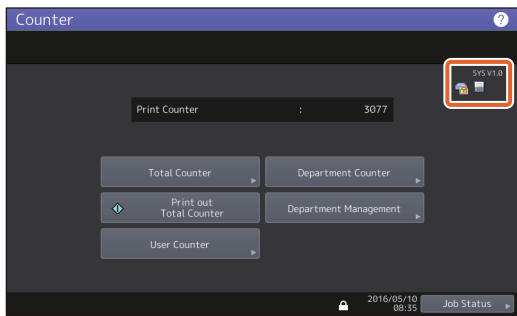 Counter
?
SYS V1.0
Print Counter : 3077
Total Counter
Department Counter
Print out
Total Counter
Department Management
User Counter
2016/05/10
08:35
Job Status